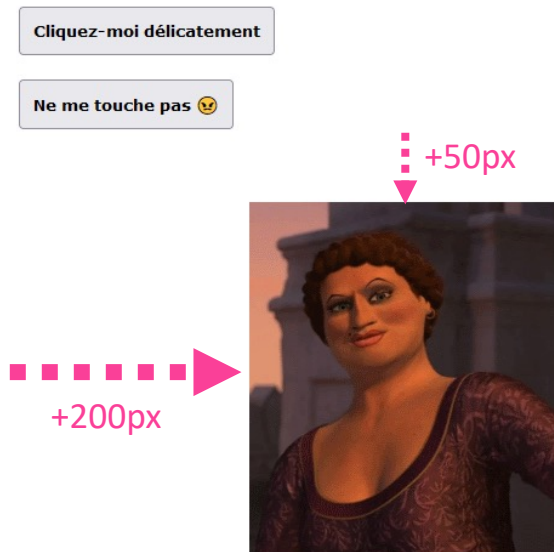 Cliquez-moi délicatement
Ne me touche pas 😠
+50px
+200px